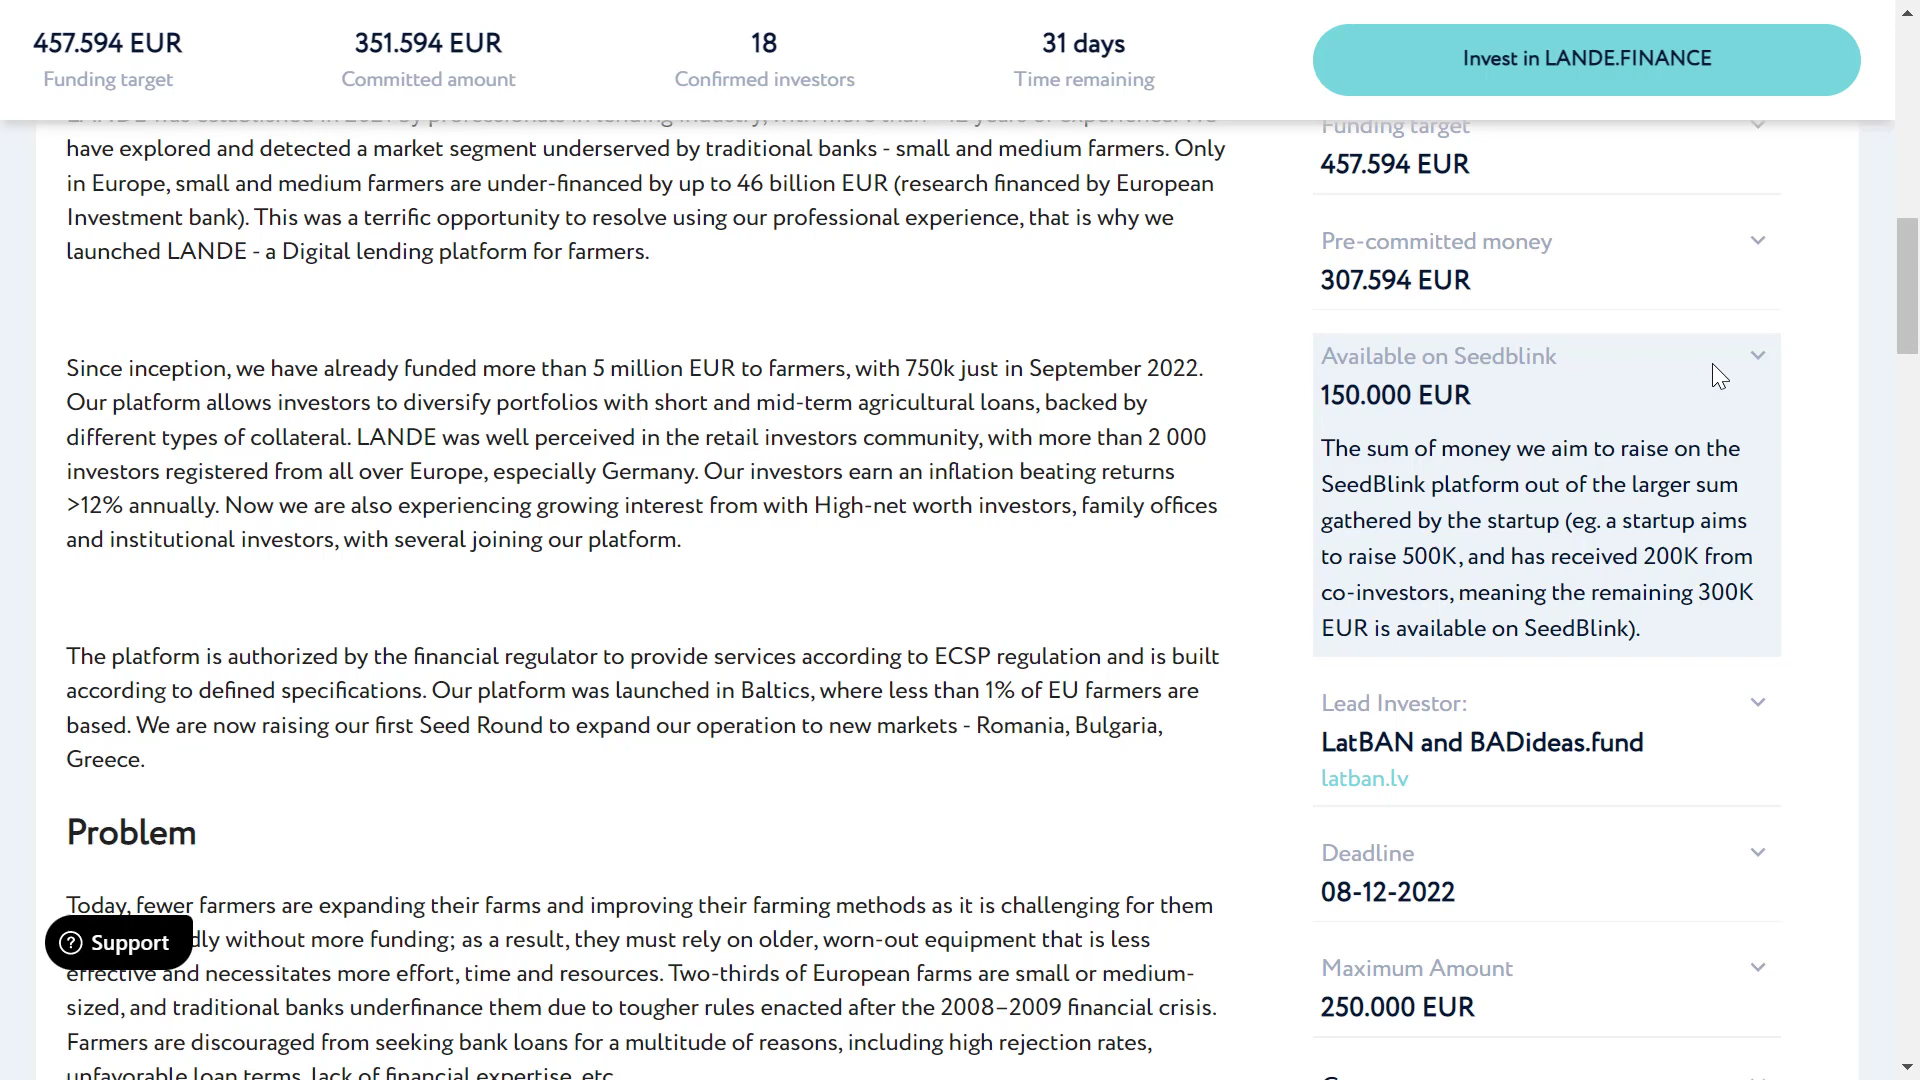 457.594 EUR
Funding target
351.594 EUR
Committed amount
18
Confirmed investors
31 days
Time remaining
Invest in LANDE.FINANCE
have explored and detected a market segment underserved by traditional banks - small and medium farmers. Only
in Europe, small and medium farmers are under-financed by up to 46 billion EUR (research financed by European
Investment bank). This was a terrific opportunity to resolve using our professional experience, that is why we
launched LANDE - a Digital lending platform for farmers.
Since inception, we have already funded more than 5 million EUR to farmers, with 750k just in September 2022.
Our platform allows investors to diversify portfolios with short and mid-term agricultural loans, backed by
different types of collateral. LANDE was well perceived in the retail investors community, with more than 2 000
investors registered from all over Europe, especially Germany. Our investors earn an inflation beating returns
>12% annually. Now we are also experiencing growing interest from with High-net worth investors, family offices
and institutional investors, with several joining our platform.
The platform is authorized by the financial regulator to provide services according to ECSP regulation and is built
according to defined specifications. Our platform was launched in Baltics, where less than 1% of EU farmers are
based. We are now raising our first Seed Round to expand our operation to new markets - Romania, Bulgaria,
Greece.
Problem
Today, fewer farmers are expanding their farms and improving their farming methods as it is challenging for them
without more funding; as a result, they must rely on older, worn-out equipment that is less
effective and necessitates more effort, time and resources. Two-thirds of European farms are small or medium-
sized, and traditional banks underfinance them due to tougher rules enacted after the 2008–2009 financial crisis.
Farmers are discouraged from seeking bank loans for a multitude of reasons, including high rejection rates,
unfavorable loan terms, lack of financial expertise, etc.
Support
Funding target
457.594 EUR
Pre-committed money
307.594 EUR
Available on Seedblink
150.000 EUR
The sum of money we aim to raise on the
SeedBlink platform out of the larger sum
gathered by the startup (eg. a startup aims
to raise 500K, and has received 200K from
co-investors, meaning the remaining 300K
EUR is available on SeedBlink).
Lead Investor:
LatBAN and BADideas.fund
latban.lv
Deadline
08-12-2022
Maximum Amount
250.000 EUR